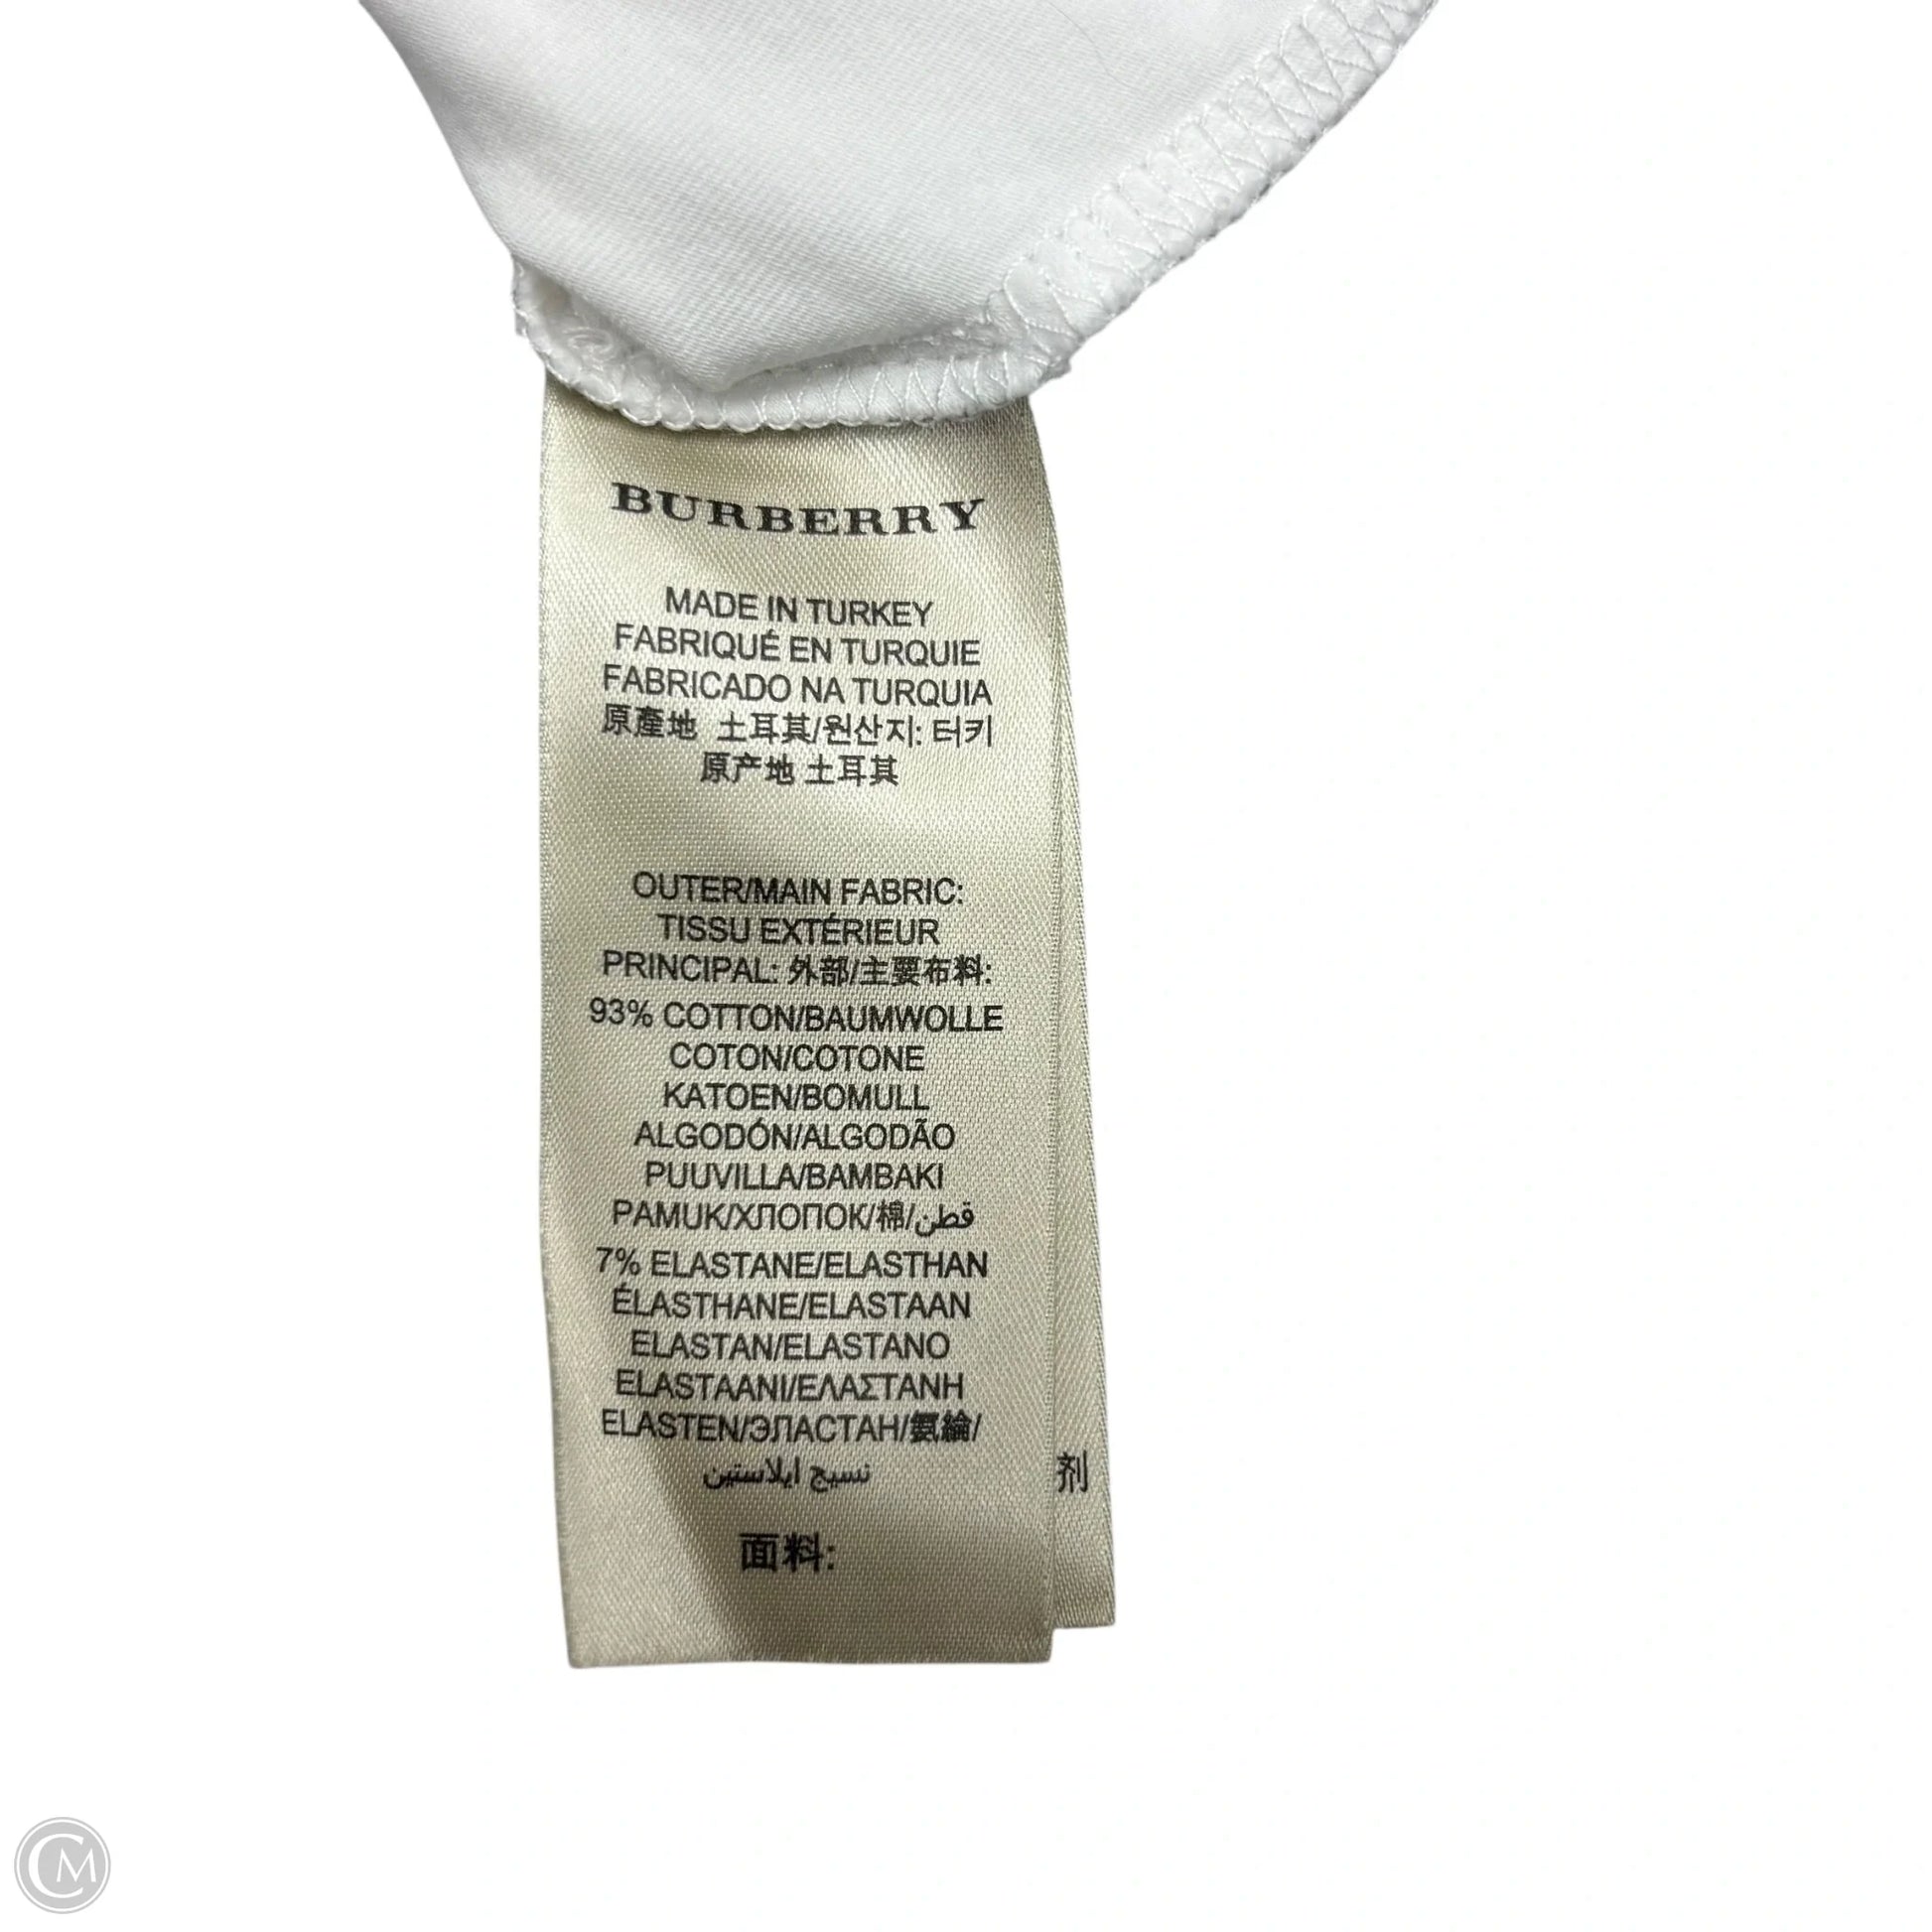 BURBERRY
MADE IN TURKEY
FABRIQUÉ EN TURQUIE
FABRICADO NA TURQUIA
原產地 土耳其/원산지: 터키
原产地 土耳其
OUTER/MAIN FABRIC:
TISSU EXTÉRIEUR
PRINCIPAL: 外部/主要布料:
93% COTTON/BAUMWOLLE
COTON/COTONE
KATOEN/BOMULL
ALGODÓN/ALGODÃO
PUUVILLA/BAMBAKI
PAMUK/ХЛОПОК/棉/قطن
7% ELASTANE/ELASTHAN
ÉLASTHANE/ELASTAAN
ELASTAN/ELASTANO
ELASTAANI/ΕΛΑΣΤΑΝΗ
ELASTEN/ЭЛАСТАН/氨綸/
نسيج ايلاستين
剂
面料:
CM